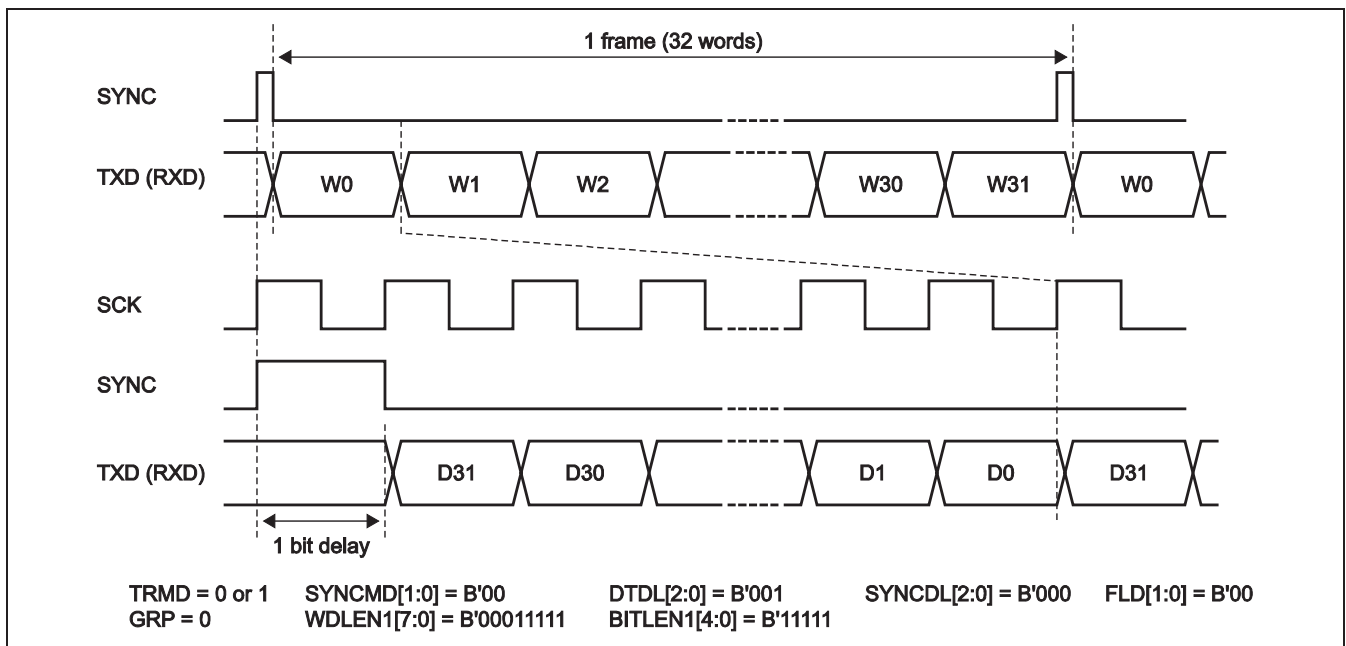 1 frame (32 words)
SYNC
TXD (RXD) W0 W1 W2 W30 W31 W0
SCK
SYNC
TXD (RXD) D31 D30 D1 D0 D31
1 bit delay
TRMD = 0 or 1 SYNCMD[1:0] = B'00 DTDL[2:0] = B'001 SYNCDL[2:0] = B'000 FLD[1:0] = B'00
GRP = 0 WDLEN1[7:0] = B'00011111 BITLEN1[4:0] = B'11111